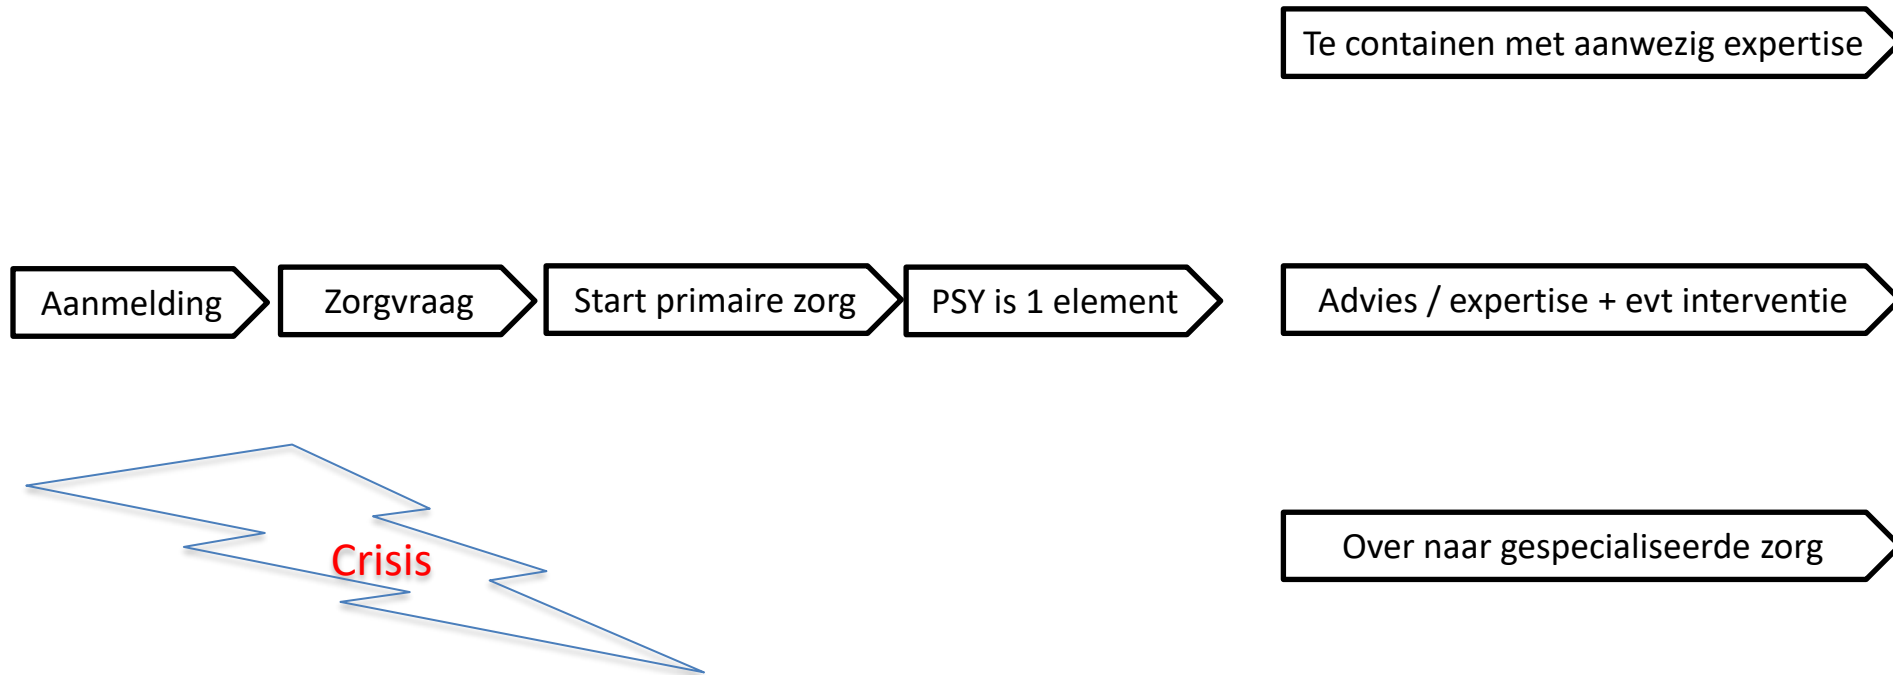 Te containen met aanwezig expertise
Aanmelding
Zorgvraag
Start primaire zorg
PSY is 1 element
Advies / expertise + evt interventie
Crisis
Over naar gespecialiseerde zorg